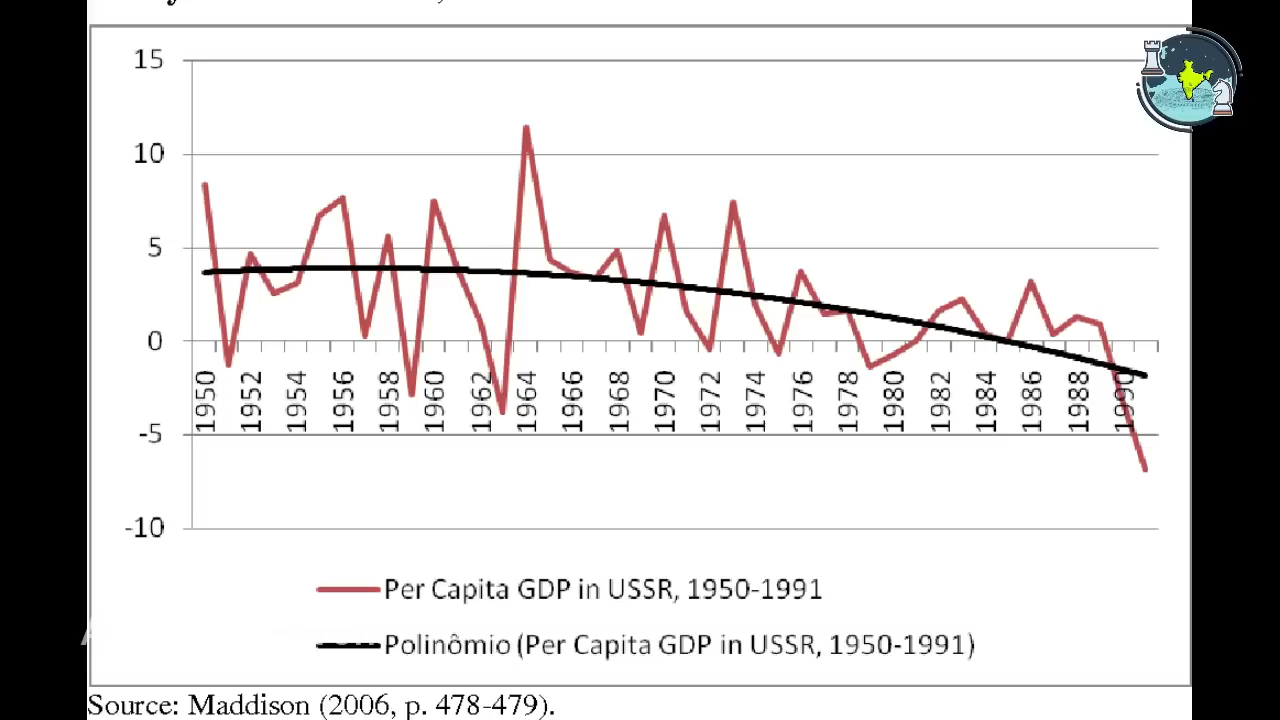 15
10
5
0
-5
-10
1950 1952 1954 1956 1958 1960 1962 1964 1966 1968 1970 1972 1974 1976 1978 1980 1982 1984 1986 1988 1990
Per Capita GDP in USSR, 1950-1991
Polinômio (Per Capita GDP in USSR, 1950-1991)
Source: Maddison (2006, p. 478-479).